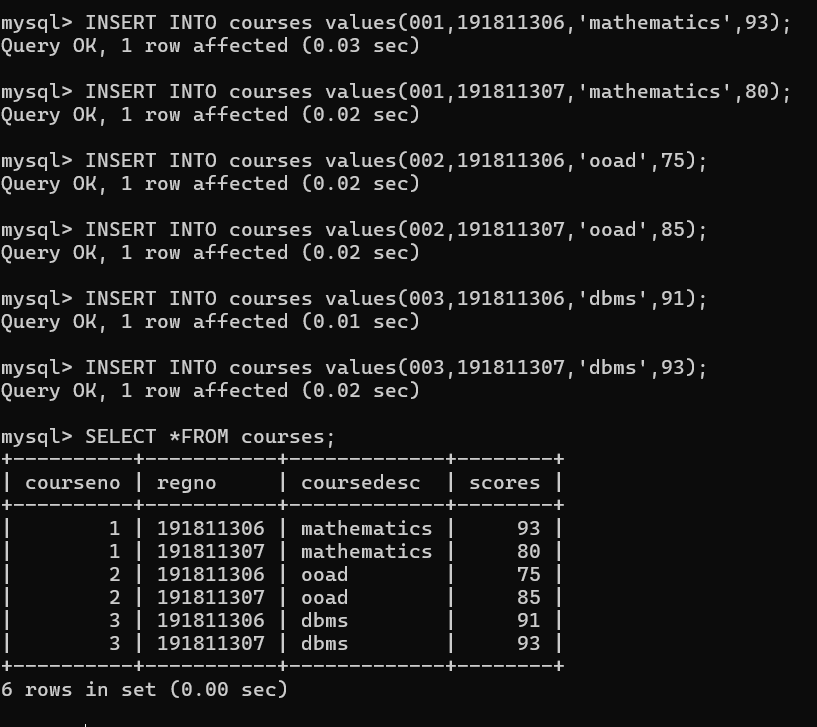 mysql> INSERT INTO courses values(001,191811306,'mathematics',93);
Query OK, 1 row affected (0.03 sec)
mysql> INSERT INTO courses values(001,191811307,'mathematics',80);
Query OK, 1 row affected (0.02 sec)
mysql> INSERT INTO courses values(002,191811306,'ooad',75);
Query OK, 1 row affected (0.02 sec)
mysql> INSERT INTO courses values(002,191811307,'ooad',85);
Query OK, 1 row affected (0.02 sec)
mysql> INSERT INTO courses values(003,191811306,'dbms',91);
Query OK, 1 row affected (0.01 sec)
mysql> INSERT INTO courses values(003,191811307,'dbms',93);
Query OK, 1 row affected (0.02 sec)
mysql> SELECT *FROM courses;
+----------+-----------+-------------+--------+
| courseno | regno     | coursedesc  | scores |
+----------+-----------+-------------+--------+
|        1 | 191811306 | mathematics |     93 |
|        1 | 191811307 | mathematics |     80 |
|        2 | 191811306 | ooad        |     75 |
|        2 | 191811307 | ooad        |     85 |
|        3 | 191811306 | dbms        |     91 |
|        3 | 191811307 | dbms        |     93 |
+----------+-----------+-------------+--------+
6 rows in set (0.00 sec)